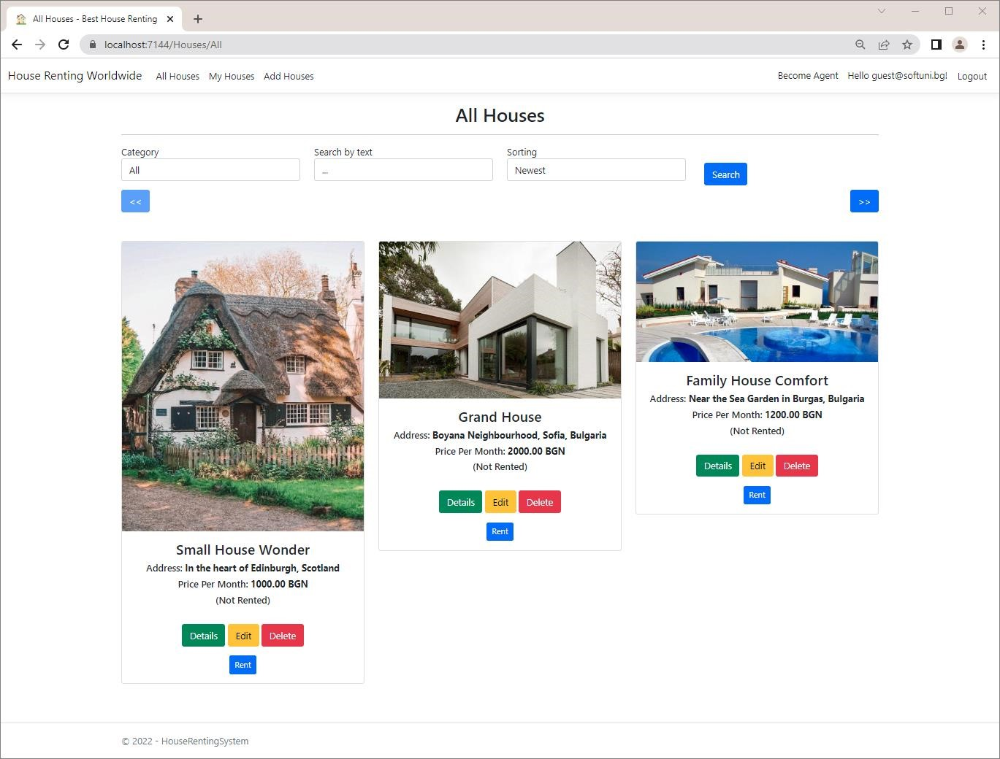 All Houses - Best House Renting
localhost:7144/Houses/All
House Renting Worldwide All Houses My Houses Add Houses Become Agent Hello guest@softuni.bg! Logout
All Houses
Category Search by text Sorting
All ... Newest Search
<< >>
Small House Wonder
Address: In the heart of Edinburgh, Scotland
Price Per Month: 1000.00 BGN
(Not Rented)
Details Edit Delete
Rent
Grand House
Address: Boyana Neighbourhood, Sofia, Bulgaria
Price Per Month: 2000.00 BGN
(Not Rented)
Details Edit Delete
Rent
Family House Comfort
Address: Near the Sea Garden in Burgas, Bulgaria
Price Per Month: 1200.00 BGN
(Not Rented)
Details Edit Delete
Rent
© 2022 - HouseRentingSystem